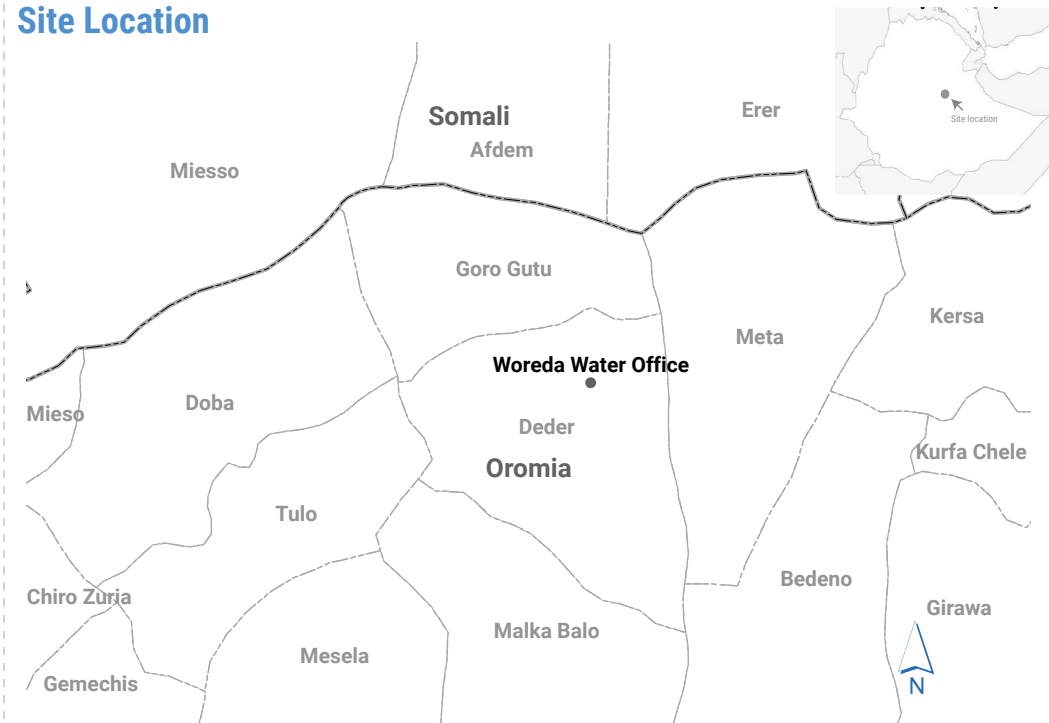 Site Location
Somali
Afdem
Erer
Site location
Miesso
Goro Gutu
Kersa
Meta
Woreda Water Office
Mieso
Doba
Deder
Kurfa Chele
Oromia
Tulo
Bedeno
Chiro Zuria
Girawa
Malka Balo
Mesela
Gemechis
N